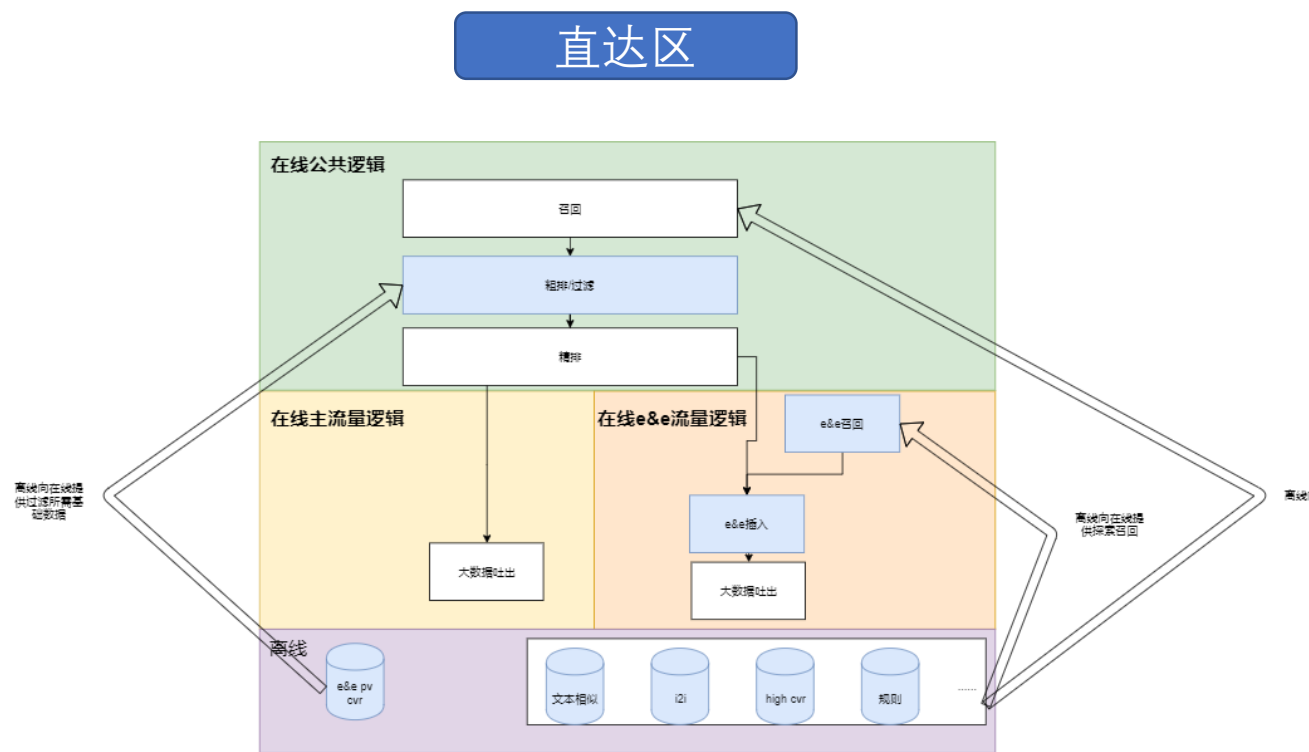 直达区
在线公共逻辑
召回
粗排/过滤
精排
在线主流量逻辑
在线e&e流量逻辑
e&e召回
离线向在线提
供过滤所需基
础数据
e&e插入
离线向在线提
供探索召回
离线
大数据吐出
大数据吐出
离线
e&e pv
cvr
文本相似
i2i
high cvr
规则
......